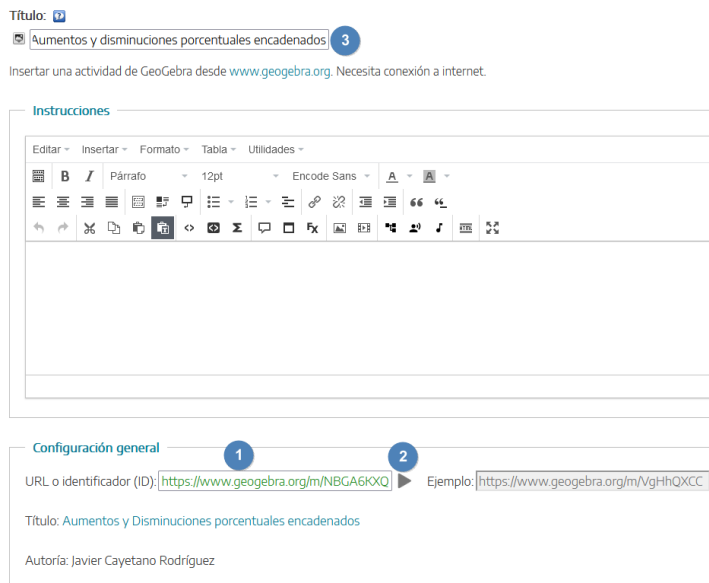 Título:
Aumentos y disminuciones porcentuales encadenados
3
Insertar una actividad de GeoGebra desde www.geogebra.org. Necesita conexión a internet.
Instrucciones
Editar Insertar Formato Tabla Utilidades
B I Párrafo 12pt Encode Sans A A
Fx HTML
Configuración general
1 2
URL o identificador (ID): https://www.geogebra.org/m/NBGA6KXQ Ejemplo: https://www.geogebra.org/m/VgHhQXCC
Título: Aumentos y Disminuciones porcentuales encadenados
Autoría: Javier Cayetano Rodríguez